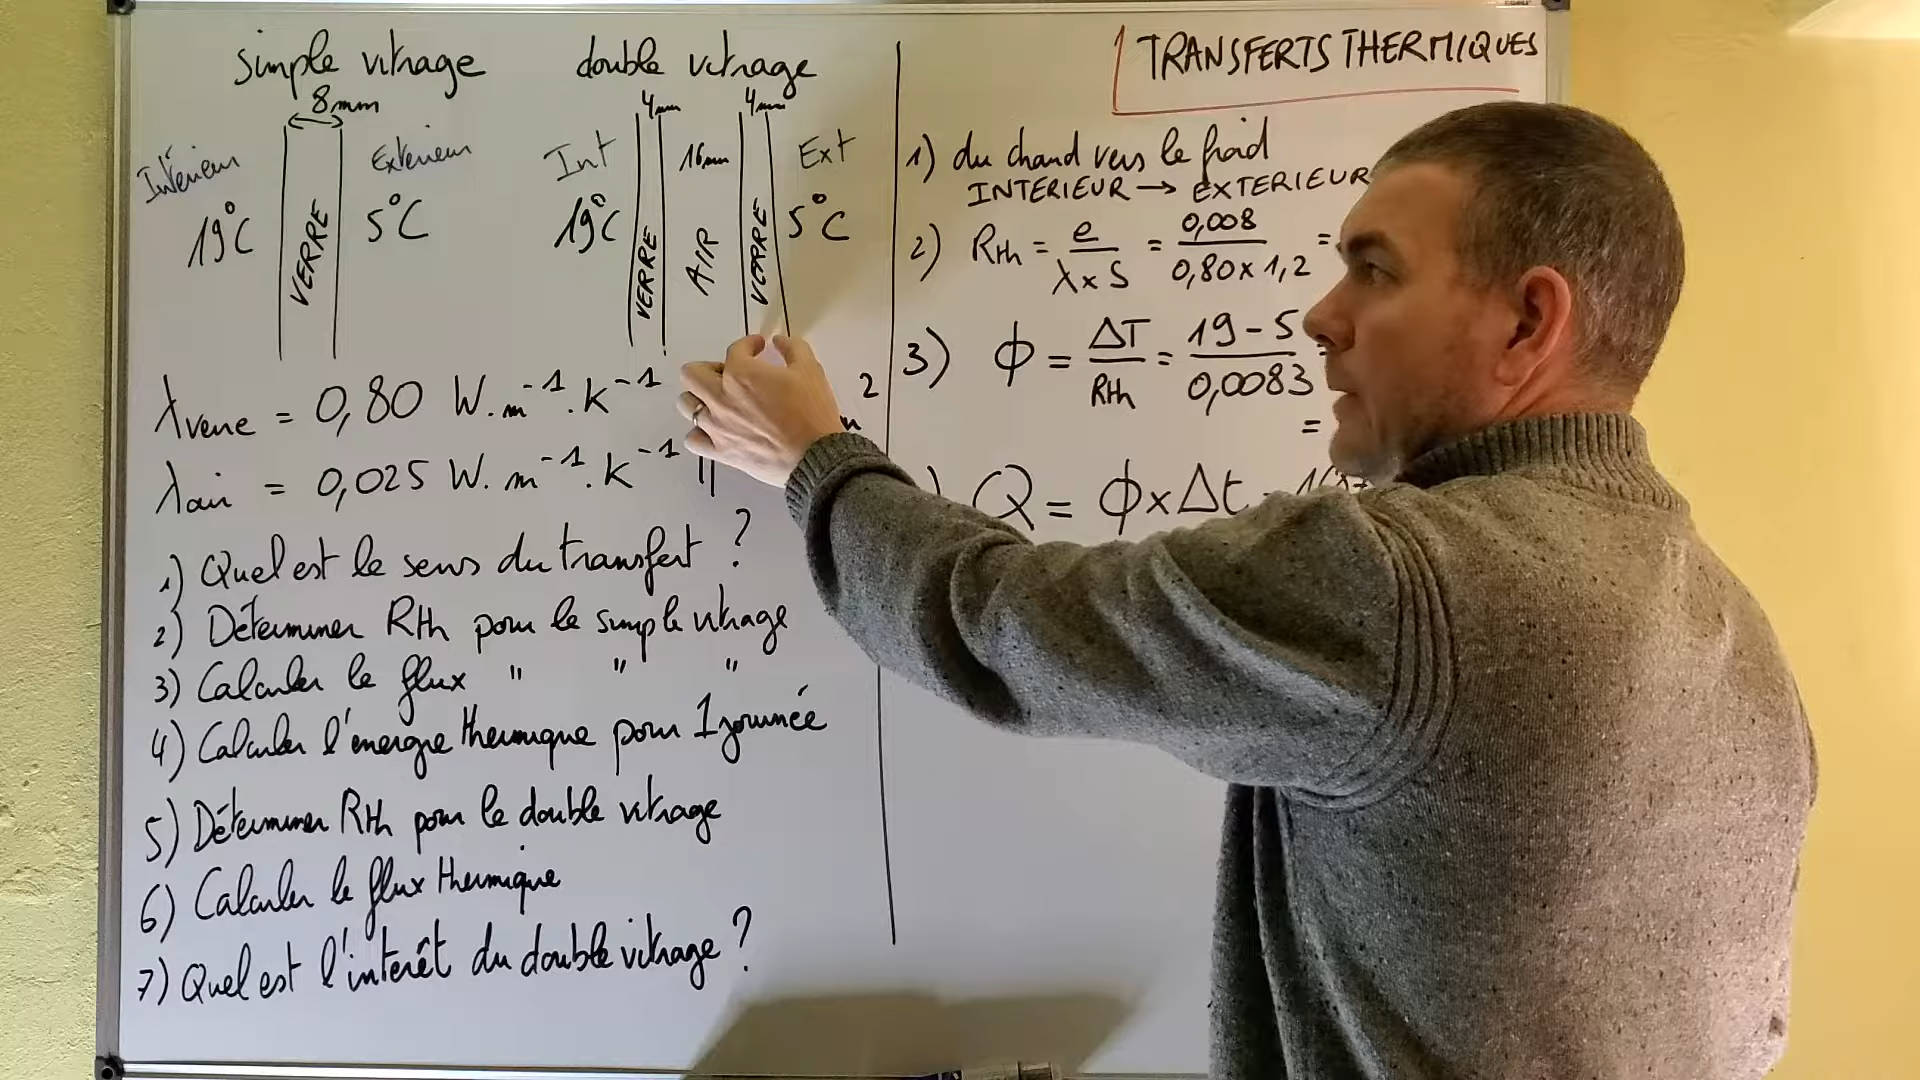 simple vitrage
8mm
Intérieur
Extérieur
19°C
VERRE
5°C
double vitrage
4mm
4mm
Int
16mm
Ext
19°C
VERRE
AIR
VERRE
5°C
λverre = 0,80 W.m⁻¹.K⁻¹
2
λair = 0,025 W.m⁻¹.K⁻¹
1) Quel est le sens du transfert ?
2) Déterminer RTh pour le simple vitrage
3) Calculer le flux " " "
4) Calculer l'énergie thermique pour 1 journée
5) Déterminer RTh pour le double vitrage
6) Calculer le flux thermique
7) Quel est l'interêt du double vitrage ?
TRANSFERTS THERMIQUES
1) du chaud vers le froid
INTERIEUR → EXTERIEUR
2) RTh = e / λ x S = 0,008 / 0,80 x 1,2 =
3) Φ = ΔT / RTh = 19 - 5 / 0,0083
=
) Q = Φ x Δt